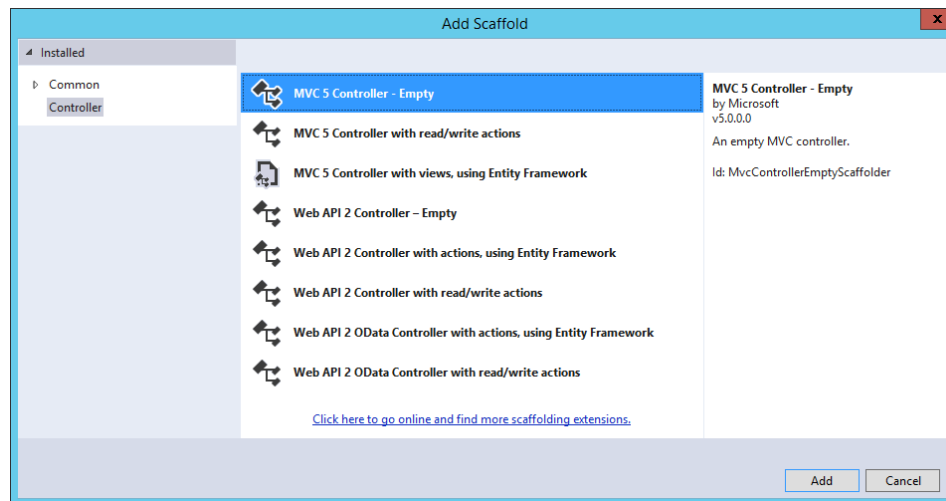 Add Scaffold
x
Installed
Common
Controller
MVC 5 Controller - Empty
MVC 5 Controller with read/write actions
MVC 5 Controller with views, using Entity Framework
Web API 2 Controller – Empty
Web API 2 Controller with actions, using Entity Framework
Web API 2 Controller with read/write actions
Web API 2 OData Controller with actions, using Entity Framework
Web API 2 OData Controller with read/write actions
Click here to go online and find more scaffolding extensions.
MVC 5 Controller - Empty
by Microsoft
v5.0.0.0
An empty MVC controller.
Id: MvcControllerEmptyScaffolder
Add
Cancel